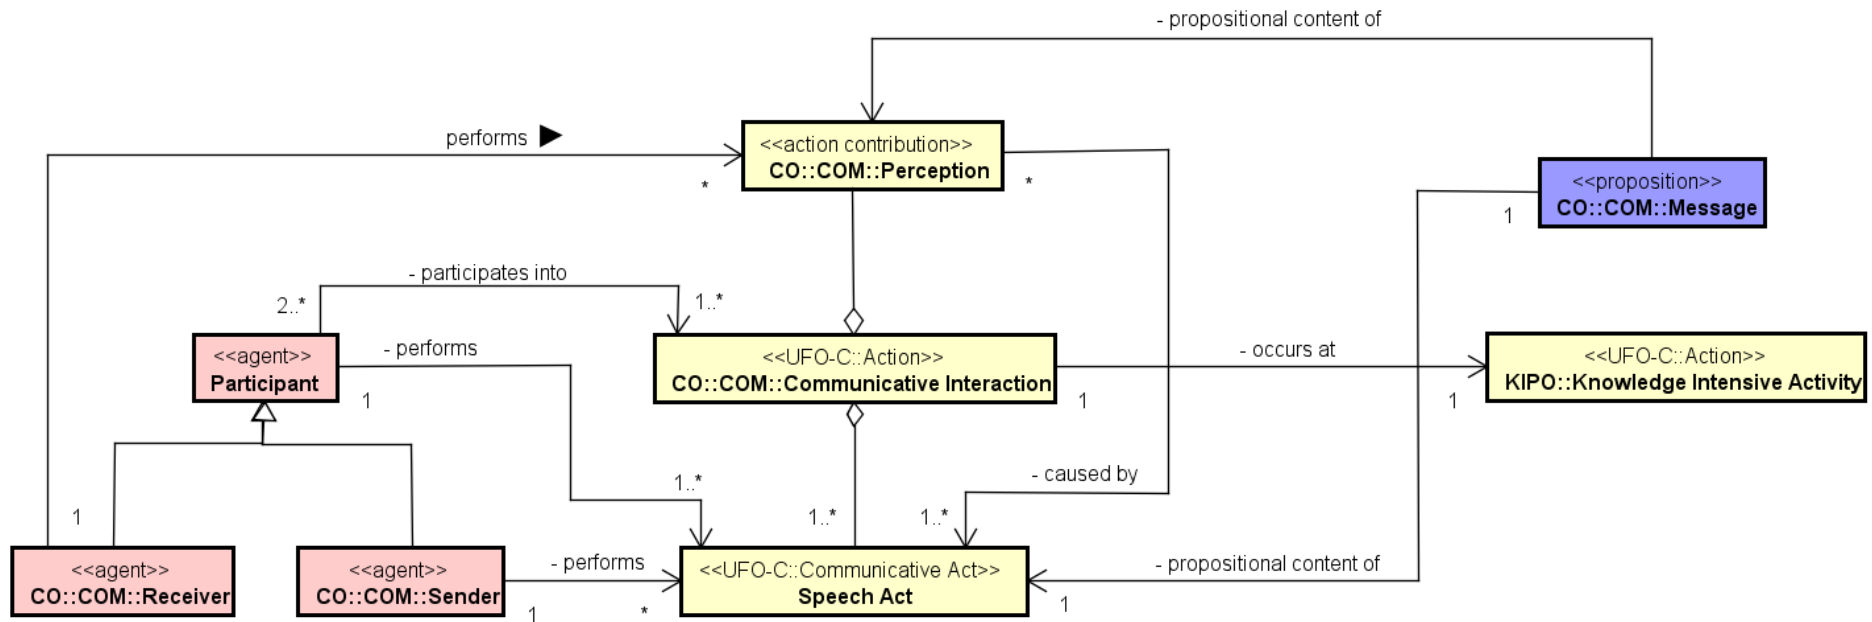 - propositional content of
performs ▶
<<action contribution>>
CO::COM::Perception
*
*
<<proposition>>
CO::COM::Message
1
- participates into
2..*
1..*
<<agent>>
Participant
- performs
1
<<UFO-C::Action>>
CO::COM::Communicative Interaction
- occurs at
1
1
<<UFO-C::Action>>
KIPO::Knowledge Intensive Activity
- caused by
1..*
1..*
1..*
1
<<agent>>
CO::COM::Receiver
<<agent>>
CO::COM::Sender
- performs
1
*
<<UFO-C::Communicative Act>>
Speech Act
- propositional content of
1